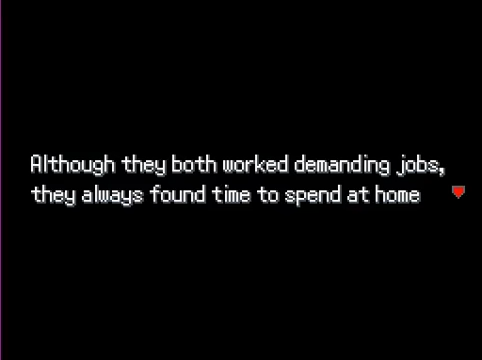 Although they both worked demanding jobs,
they always found time to spend at home